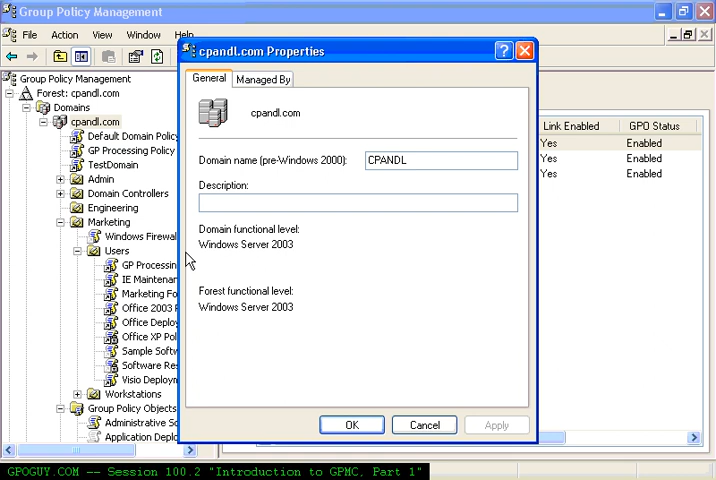 Group Policy Management
File Action View Window Help
Group Policy Management
Forest: cpandl.com
Domains
cpandl.com
Default Domain Policy
GP Processing Policy
TestDomain
Admin
Domain Controllers
Engineering
Marketing
Windows Firewal
Users
GP Processin
IE Maintenan
Marketing Fo
Office 2003 P
Office Deploy
Office XP Pol
Sample Softw
Software Res
Visio Deploym
Workstations
Group Policy Objects
Administrative Sc
Application Depl
cpandl.com Properties
General Managed By
cpandl.com
Domain name (pre-Windows 2000): CPANDL
Description:
Domain functional level:
Windows Server 2003
Forest functional level:
Windows Server 2003
OK Cancel Apply
Link Enabled GPO Status
Yes Enabled
Yes Enabled
Yes Enabled
GPOGUY.COM -- Session 100.2 "Introduction to GPMC, Part 1"